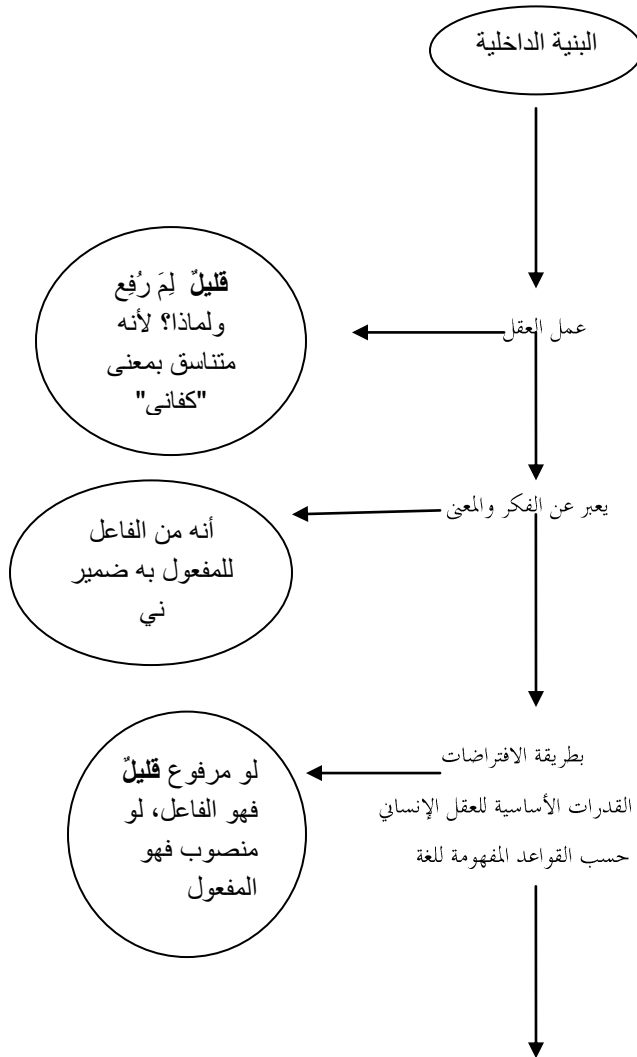 البنية الداخلية
عمل العقل
قليلٌ لِمَ رُفِع
ولماذا؟ لأنه
متناسق بمعنى
"كفانى"
يعبر عن الفكر والمعنى
أنه من الفاعل
للمفعول به ضمير
ني
بطريقة الافتراضات
القدرات الأساسية للعقل الإنساني
حسب القواعد المفهومة للغة
لو مرفوع قليلٌ
فهو الفاعل، لو
منصوب فهو
المفعول